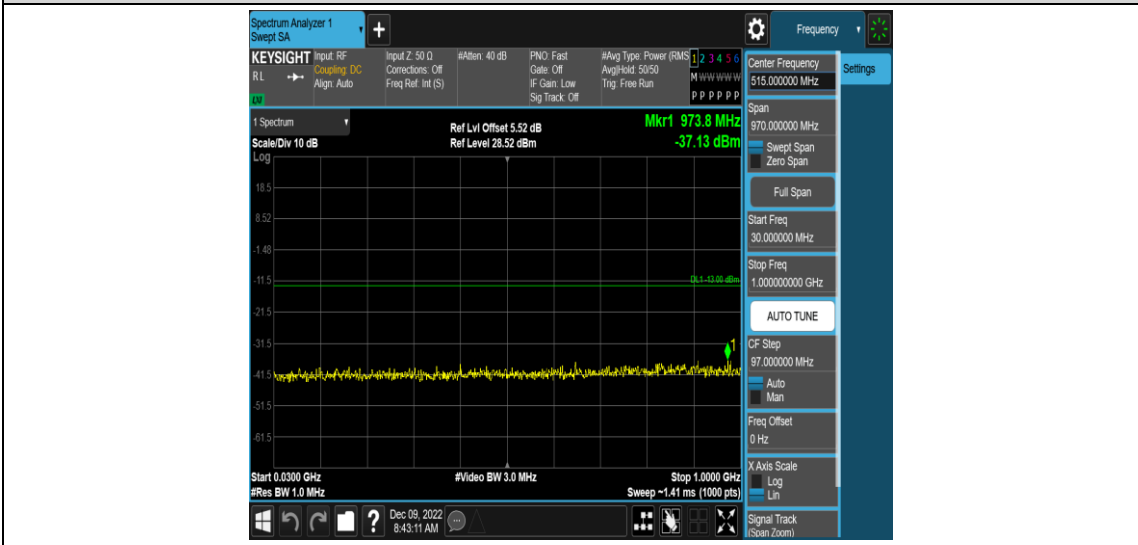 Spectrum Analyzer 1
Swept SA
+
Frequency
KEYSIGHT
RL
LXI
Input: RF
Coupling: DC
Align: Auto
Input Z: 50 Ω
Corrections: Off
Freq Ref: Int (S)
#Atten: 40 dB
PNO: Fast
Gate: Off
IF Gain: Low
Sig Track: Off
#Avg Type: Power (RMS
Avg|Hold: 50/50
Trig: Free Run
1 2 3 4 5 6
M W W W W W
P P P P P P
1 Spectrum
Scale/Div 10 dB
Log
Ref Lvl Offset 5.52 dB
Ref Level 28.52 dBm
Mkr1 973.8 MHz
-37.13 dBm
18.5
8.52
-1.48
-11.5
DL1 -13.00 dBm
-21.5
-31.5
1
-41.5
-51.5
-61.5
Start 0.0300 GHz
#Res BW 1.0 MHz
#Video BW 3.0 MHz
Stop 1.0000 GHz
Sweep ~1.41 ms (1000 pts)
?
Dec 09, 2022
8:43:11 AM
Center Frequency
515.000000 MHz
Settings
Span
970.000000 MHz
Swept Span
Zero Span
Full Span
Start Freq
30.000000 MHz
Stop Freq
1.000000000 GHz
AUTO TUNE
CF Step
97.000000 MHz
Auto
Man
Freq Offset
0 Hz
X Axis Scale
Log
Lin
Signal Track
(Span Zoom)